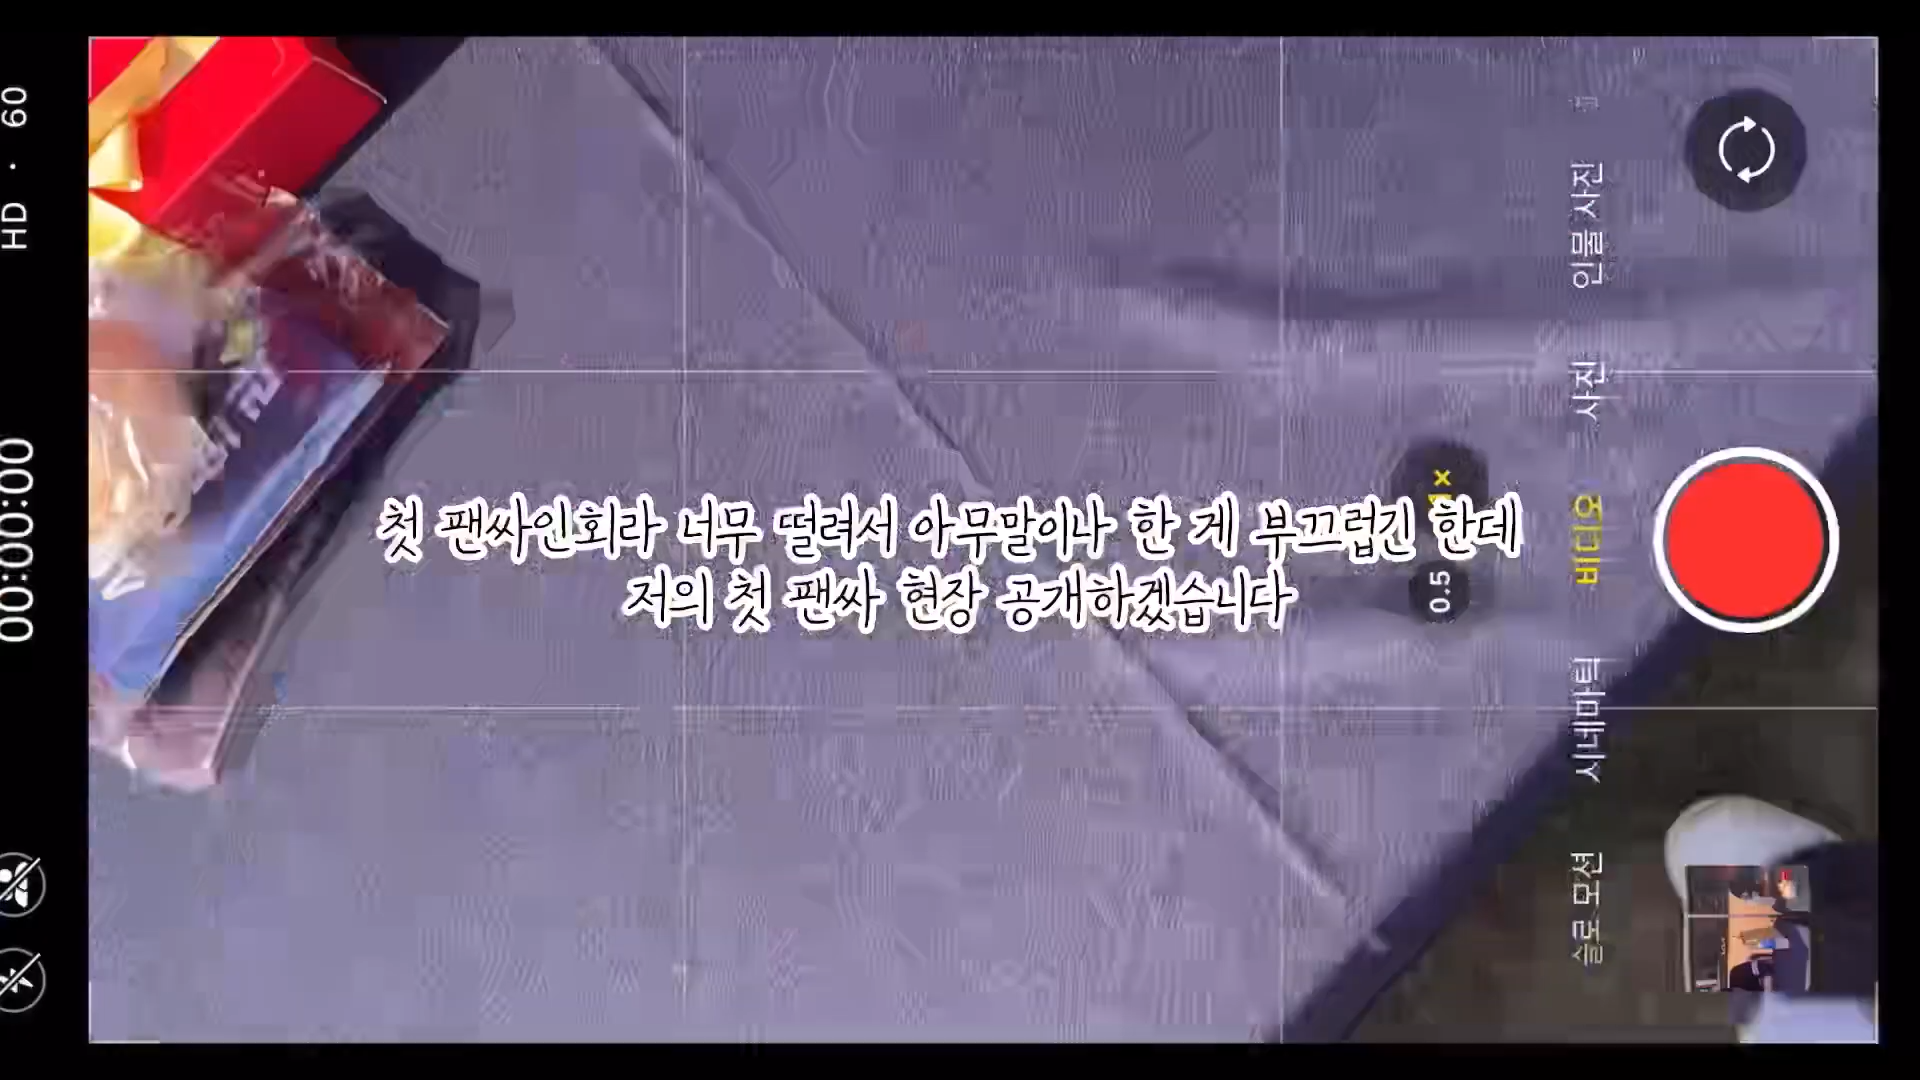 첫 팬싸인회라 너무 떨려서 아무말이나 한 게 부끄럽긴 한데
저의 첫 팬싸 현장 공개하겠습니다
HD · 60
00:00:00
0.5
슬로 모션
시네마틱
비디오
사진
인물 사진